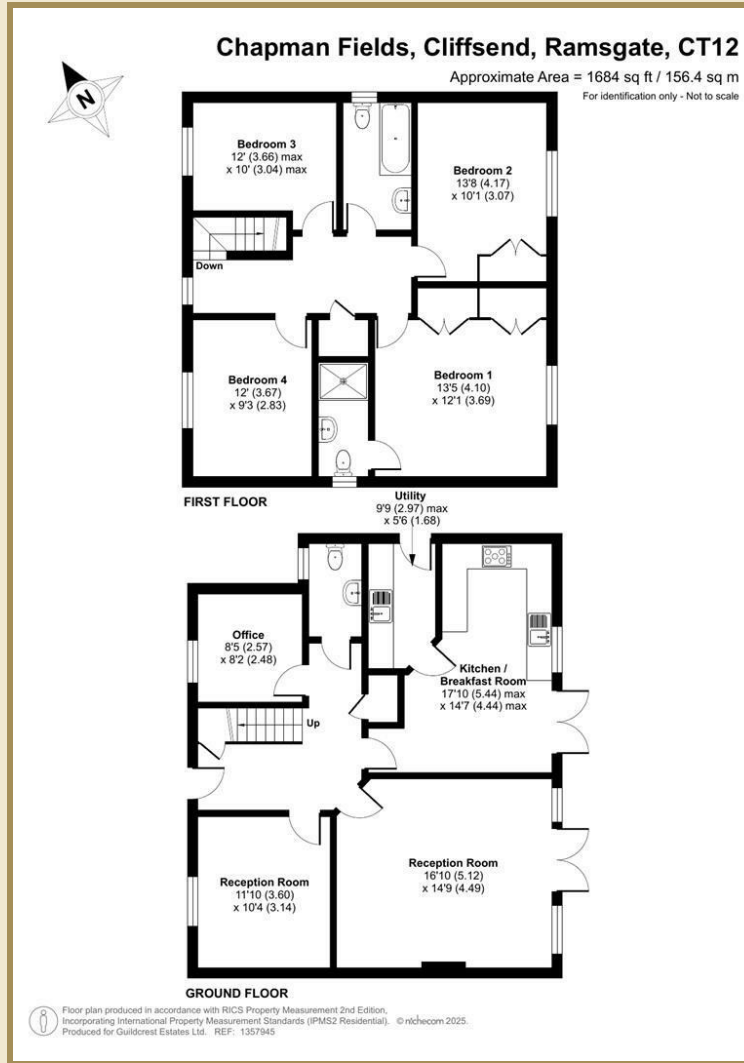 Chapman Fields, Cliffsend, Ramsgate, CT12
Approximate Area = 1684 sq ft / 156.4 sq m
For identification only - Not to scale
N
Bedroom 3
12' (3.66) max
x 10' (3.04) max
Bedroom 2
13'8 (4.17)
x 10'1 (3.07)
Down
Bedroom 4
12' (3.67)
x 9'3 (2.83)
Bedroom 1
13'5 (4.10)
x 12'1 (3.69)
FIRST FLOOR
Utility
9'9 (2.97) max
x 5'6 (1.68)
Office
8'5 (2.57)
x 8'2 (2.48)
Kitchen /
Breakfast Room
17'10 (5.44) max
x 14'7 (4.44) max
Up
Reception Room
11'10 (3.60)
x 10'4 (3.14)
Reception Room
16'10 (5.12)
x 14'9 (4.49)
GROUND FLOOR
Floor plan produced in accordance with RICS Property Measurement 2nd Edition,
Incorporating International Property Measurement Standards (IPMS2 Residential). © nichecom 2025.
Produced for Guildcrest Estates Ltd. REF: 1357945